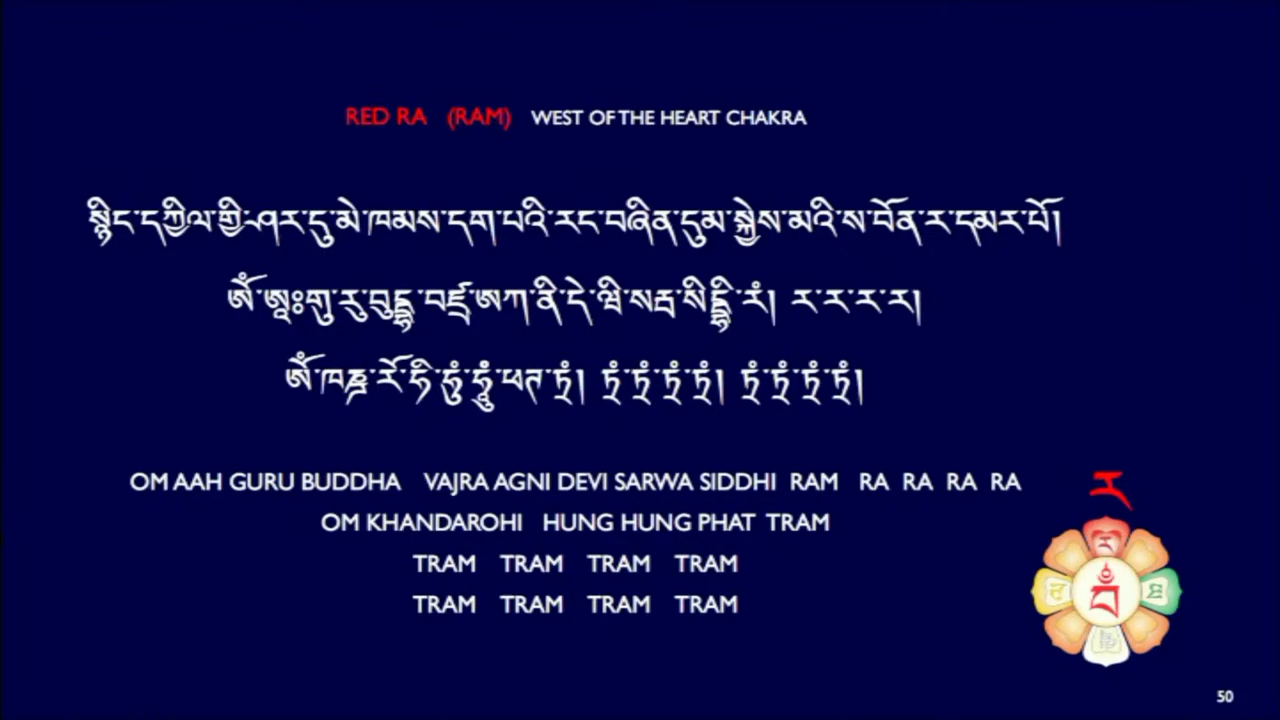 RED RA (RAM) WEST OF THE HEART CHAKRA
སྙིང་དཀྱིལ་གྱི་ཤར་དུ་མེ་ཁམས་དག་པའི་རང་བཞིན་དུམ་སྐྱེས་མའི་ས་བོན་ར་དམར་པོ།
ཨོཾ་ཨཱཿགུ་རུ་བུདྡྷ་བཛྲ་ཨཀ་ནི་དེ་ཝི་སརྦ་སིདྡྷི་རཾ། ར་ར་ར་ར།
ཨོཾ་ཁཎྜ་རོ་ཧི་ཧུཾ་ཧཱུྃ་ཕཊ་ཏྲཾ། ཏྲཾ་ཏྲཾ་ཏྲཾ་ཏྲཾ། ཏྲཾ་ཏྲཾ་ཏྲཾ་ཏྲཾ།
OM AAH GURU BUDDHA VAJRA AGNI DEVI SARWA SIDDHI RAM RA RA RA RA
OM KHANDAROHI HUNG HUNG PHAT TRAM
TRAM TRAM TRAM TRAM
TRAM TRAM TRAM TRAM
ར
50